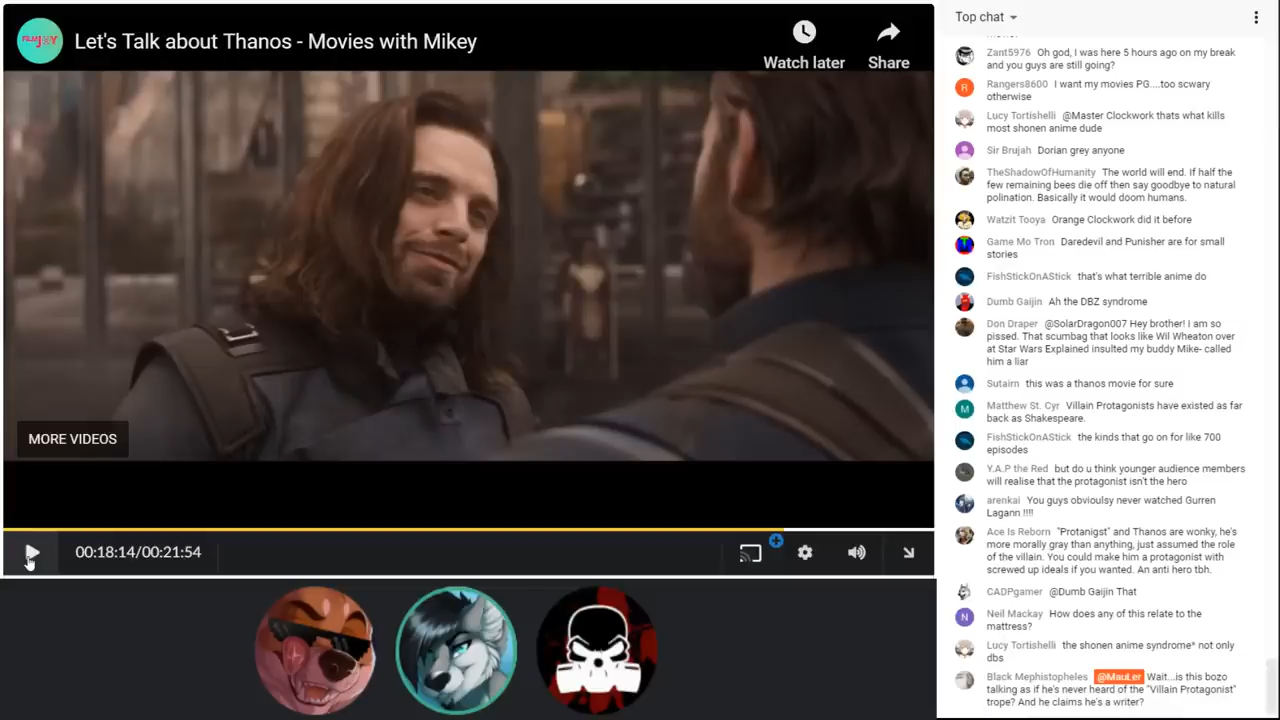 FILM JOY
Let's Talk about Thanos - Movies with Mikey
Watch later
Share
MORE VIDEOS
00:18:14/00:21:54
Top chat
Zant5976 Oh god, I was here 5 hours ago on my break
and you guys are still going?
R
Rangers8600 I want my movies PG....too scwary
otherwise
Lucy Tortishelli @Master Clockwork thats what kills
most shonen anime dude
Sir Brujah Dorian grey anyone
TheShadowOfHumanity The world will end. If half the
few remaining bees die off then say goodbye to natural
polination. Basically it would doom humans.
Watzit Tooya Orange Clockwork did it before
Game Mo Tron Daredevil and Punisher are for small
stories
FishStickOnAStick that's what terrible anime do
Dumb Gaijin Ah the DBZ syndrome
Don Draper @SolarDragon007 Hey brother! I am so
pissed. That scumbag that looks like Wil Wheaton over
at Star Wars Explained insulted my buddy Mike- called
him a liar
Sutairn this was a thanos movie for sure
M
Matthew St. Cyr Villain Protagonists have existed as far
back as Shakespeare.
FishStickOnAStick the kinds that go on for like 700
episodes
Y.A.P the Red but do u think younger audience members
will realise that the protagonist isn't the hero
arenkai You guys obvioulsy never watched Gurren
Lagann !!!!
Ace Is Reborn "Protanigst" and Thanos are wonky, he's
more morally gray than anything, just assumed the role
of the villain. You could make him a protagonist with
screwed up ideals if you wanted. An anti hero tbh.
CADPgamer @Dumb Gaijin That
N
Neil Mackay How does any of this relate to the
mattress?
Lucy Tortishelli the shonen anime syndrome* not only
dbs
Black Mephistopheles @MauLer Wait...is this bozo
talking as if he's never heard of the "Villain Protagonist"
trope? And he claims he's a writer?